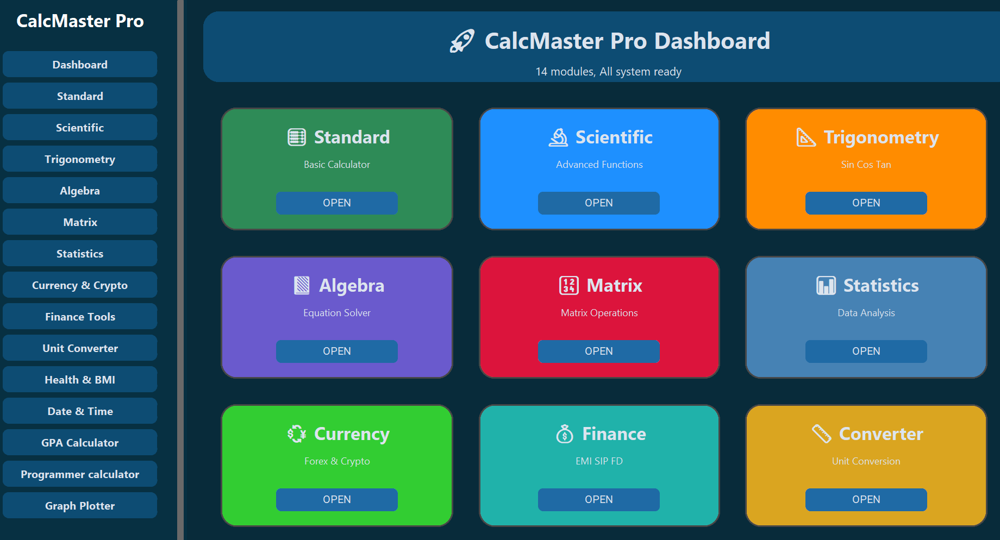 CalcMaster Pro
Dashboard
Standard
Scientific
Trigonometry
Algebra
Matrix
Statistics
Currency & Crypto
Finance Tools
Unit Converter
Health & BMI
Date & Time
GPA Calculator
Programmer calculator
Graph Plotter
CalcMaster Pro Dashboard
14 modules, All system ready
Standard
Basic Calculator
OPEN
Scientific
Advanced Functions
OPEN
Trigonometry
Sin Cos Tan
OPEN
Algebra
Equation Solver
OPEN
1 2
3 4
Matrix
Matrix Operations
OPEN
Statistics
Data Analysis
OPEN
$ ¥
Currency
Forex & Crypto
OPEN
$
Finance
EMI SIP FD
OPEN
Converter
Unit Conversion
OPEN